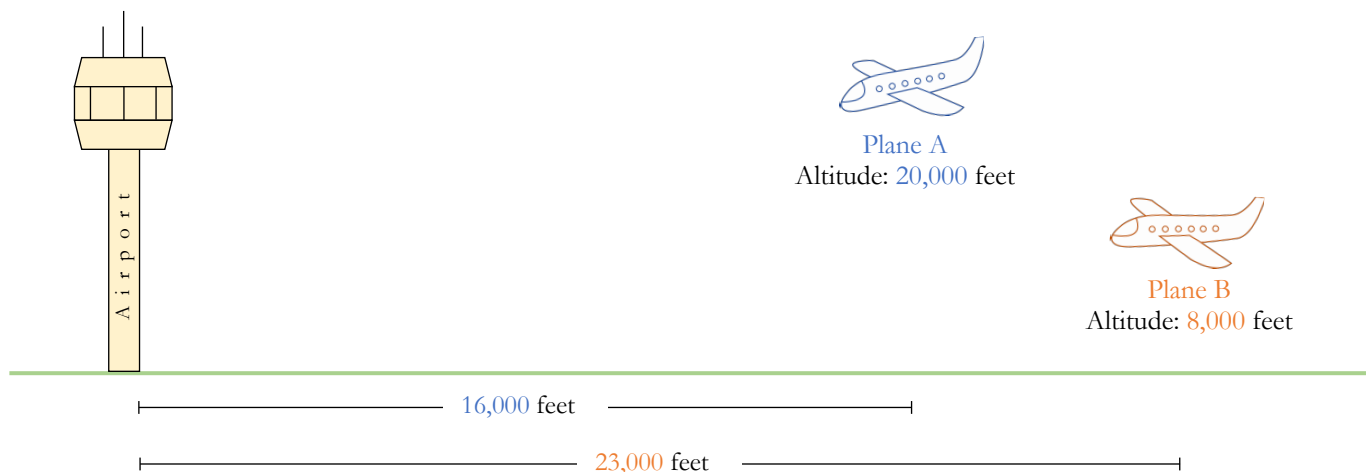 Plane A
Altitude: 20,000 feet
Airport
Plane B
Altitude: 8,000 feet
16,000 feet
23,000 feet